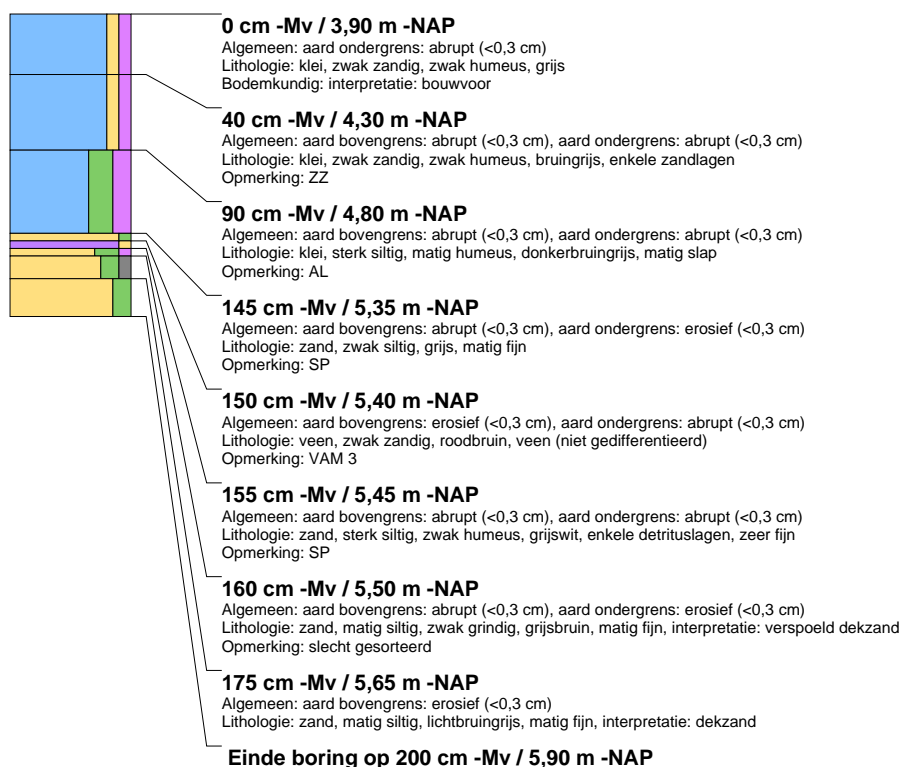 0 cm -Mv / 3,90 m -NAP
Algemeen: aard ondergrens: abrupt (<0,3 cm)
Lithologie: klei, zwak zandig, zwak humeus, grijs
Bodemkundig: interpretatie: bouwvoor
40 cm -Mv / 4,30 m -NAP
Algemeen: aard bovengrens: abrupt (<0,3 cm), aard ondergrens: abrupt (<0,3 cm)
Lithologie: klei, zwak zandig, zwak humeus, bruingrijs, enkele zandlagen
Opmerking: ZZ
90 cm -Mv / 4,80 m -NAP
Algemeen: aard bovengrens: abrupt (<0,3 cm), aard ondergrens: abrupt (<0,3 cm)
Lithologie: klei, sterk siltig, matig humeus, donkerbruingrijs, matig slap
Opmerking: AL
145 cm -Mv / 5,35 m -NAP
Algemeen: aard bovengrens: abrupt (<0,3 cm), aard ondergrens: erosief (<0,3 cm)
Lithologie: zand, zwak siltig, grijs, matig fijn
Opmerking: SP
150 cm -Mv / 5,40 m -NAP
Algemeen: aard bovengrens: erosief (<0,3 cm), aard ondergrens: abrupt (<0,3 cm)
Lithologie: veen, zwak zandig, roodbruin, veen (niet gedifferentieerd)
Opmerking: VAM 3
155 cm -Mv / 5,45 m -NAP
Algemeen: aard bovengrens: abrupt (<0,3 cm), aard ondergrens: abrupt (<0,3 cm)
Lithologie: zand, sterk siltig, zwak humeus, grijswit, enkele detrituslagen, zeer fijn
Opmerking: SP
160 cm -Mv / 5,50 m -NAP
Algemeen: aard bovengrens: abrupt (<0,3 cm), aard ondergrens: erosief (<0,3 cm)
Lithologie: zand, matig siltig, zwak grindig, grijsbruin, matig fijn, interpretatie: verspoeld dekzand
Opmerking: slecht gesorteerd
175 cm -Mv / 5,65 m -NAP
Algemeen: aard bovengrens: erosief (<0,3 cm)
Lithologie: zand, matig siltig, lichtbruingrijs, matig fijn, interpretatie: dekzand
Einde boring op 200 cm -Mv / 5,90 m -NAP